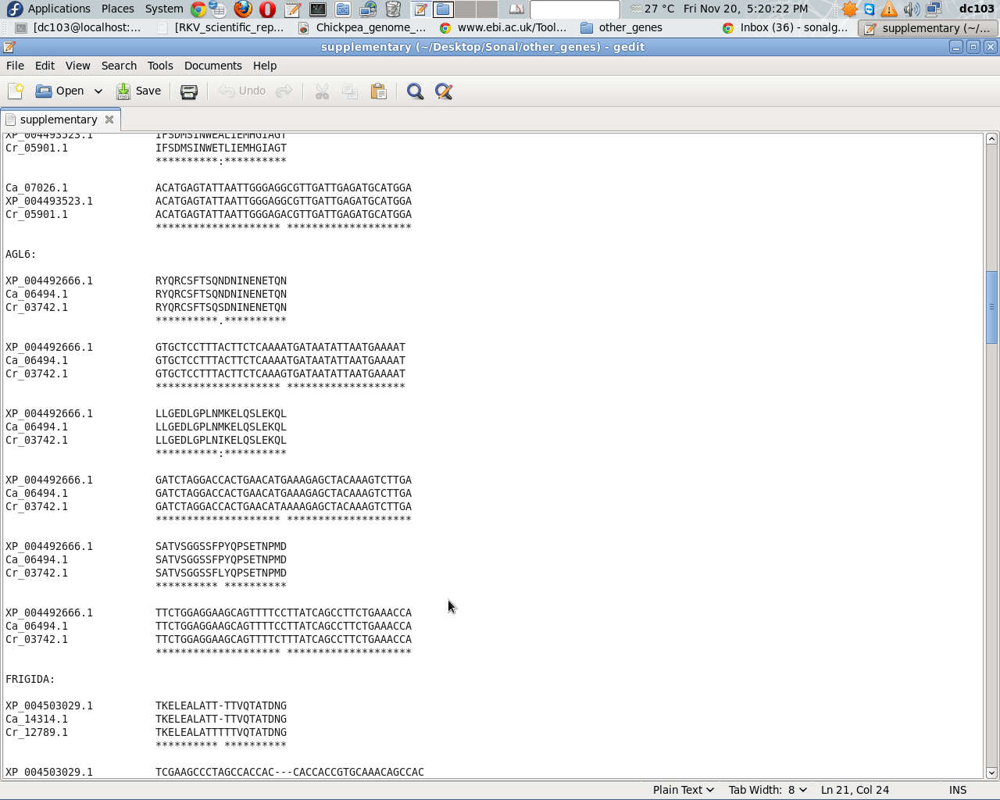 Applications Places System 27 °C Fri Nov 20, 5:20:22 PM dc103
[dc103@localhost:... [RKV_scientific_rep... Chickpea_genome_... www.ebi.ac.uk/Tool... other_genes Inbox (36) - sonalg... supplementary (~/...
supplementary (~/Desktop/Sonal/other_genes) - gedit
File Edit View Search Tools Documents Help
Open Save Undo
supplementary
XP_004493523.1 IFSDMSINWEALIEMHGIAGT
Cr_05901.1 IFSDMSINWETLIEMHGIAGT
**********:**********
Ca_07026.1 ACATGAGTATTAATTGGGAGGCGTTGATTGAGATGCATGGA
XP_004493523.1 ACATGAGTATTAATTGGGAGGCGTTGATTGAGATGCATGGA
Cr_05901.1 ACATGAGTATTAATTGGGAGACGTTGATTGAGATGCATGGA
******************** ********************
AGL6:
XP_004492666.1 RYQRCSFTSQNDNINENETQN
Ca_06494.1 RYQRCSFTSQNDNINENETQN
Cr_03742.1 RYQRCSFTSQSDNINENETQN
**********.**********
XP_004492666.1 GTGCTCCTTTACTTCTCAAAATGATAATATTAATGAAAAT
Ca_06494.1 GTGCTCCTTTACTTCTCAAAATGATAATATTAATGAAAAT
Cr_03742.1 GTGCTCCTTTACTTCTCAAAGTGATAATATTAATGAAAAT
******************** *******************
XP_004492666.1 LLGEDLGPLNMKELQSLEKQL
Ca_06494.1 LLGEDLGPLNMKELQSLEKQL
Cr_03742.1 LLGEDLGPLNIKELQSLEKQL
**********:**********
XP_004492666.1 GATCTAGGACCACTGAACATGAAAGAGCTACAAAGTCTTGA
Ca_06494.1 GATCTAGGACCACTGAACATGAAAGAGCTACAAAGTCTTGA
Cr_03742.1 GATCTAGGACCACTGAACATAAAAGAGCTACAAAGTCTTGA
******************** ********************
XP_004492666.1 SATVSGGSSFPYQPSETNPMD
Ca_06494.1 SATVSGGSSFPYQPSETNPMD
Cr_03742.1 SATVSGGSSFLYQPSETNPMD
********** **********
XP_004492666.1 TTCTGGAGGAAGCAGTTTTCCTTATCAGCCTTCTGAAACCA
Ca_06494.1 TTCTGGAGGAAGCAGTTTTCCTTATCAGCCTTCTGAAACCA
Cr_03742.1 TTCTGGAGGAAGCAGTTTTCTTTATCAGCCTTCTGAAACCA
******************** ********************
FRIGIDA:
XP_004503029.1 TKELEALATT-TTVQTATDNG
Ca_14314.1 TKELEALATT-TTVQTATDNG
Cr_12789.1 TKELEALATTTTTVQTATDNG
********** **********
XP_004503029.1 TCGAAGCCCTAGCCACCAC---CACCACCGTGCAAACAGCCAC
Plain Text Tab Width: 8 Ln 21, Col 24 INS